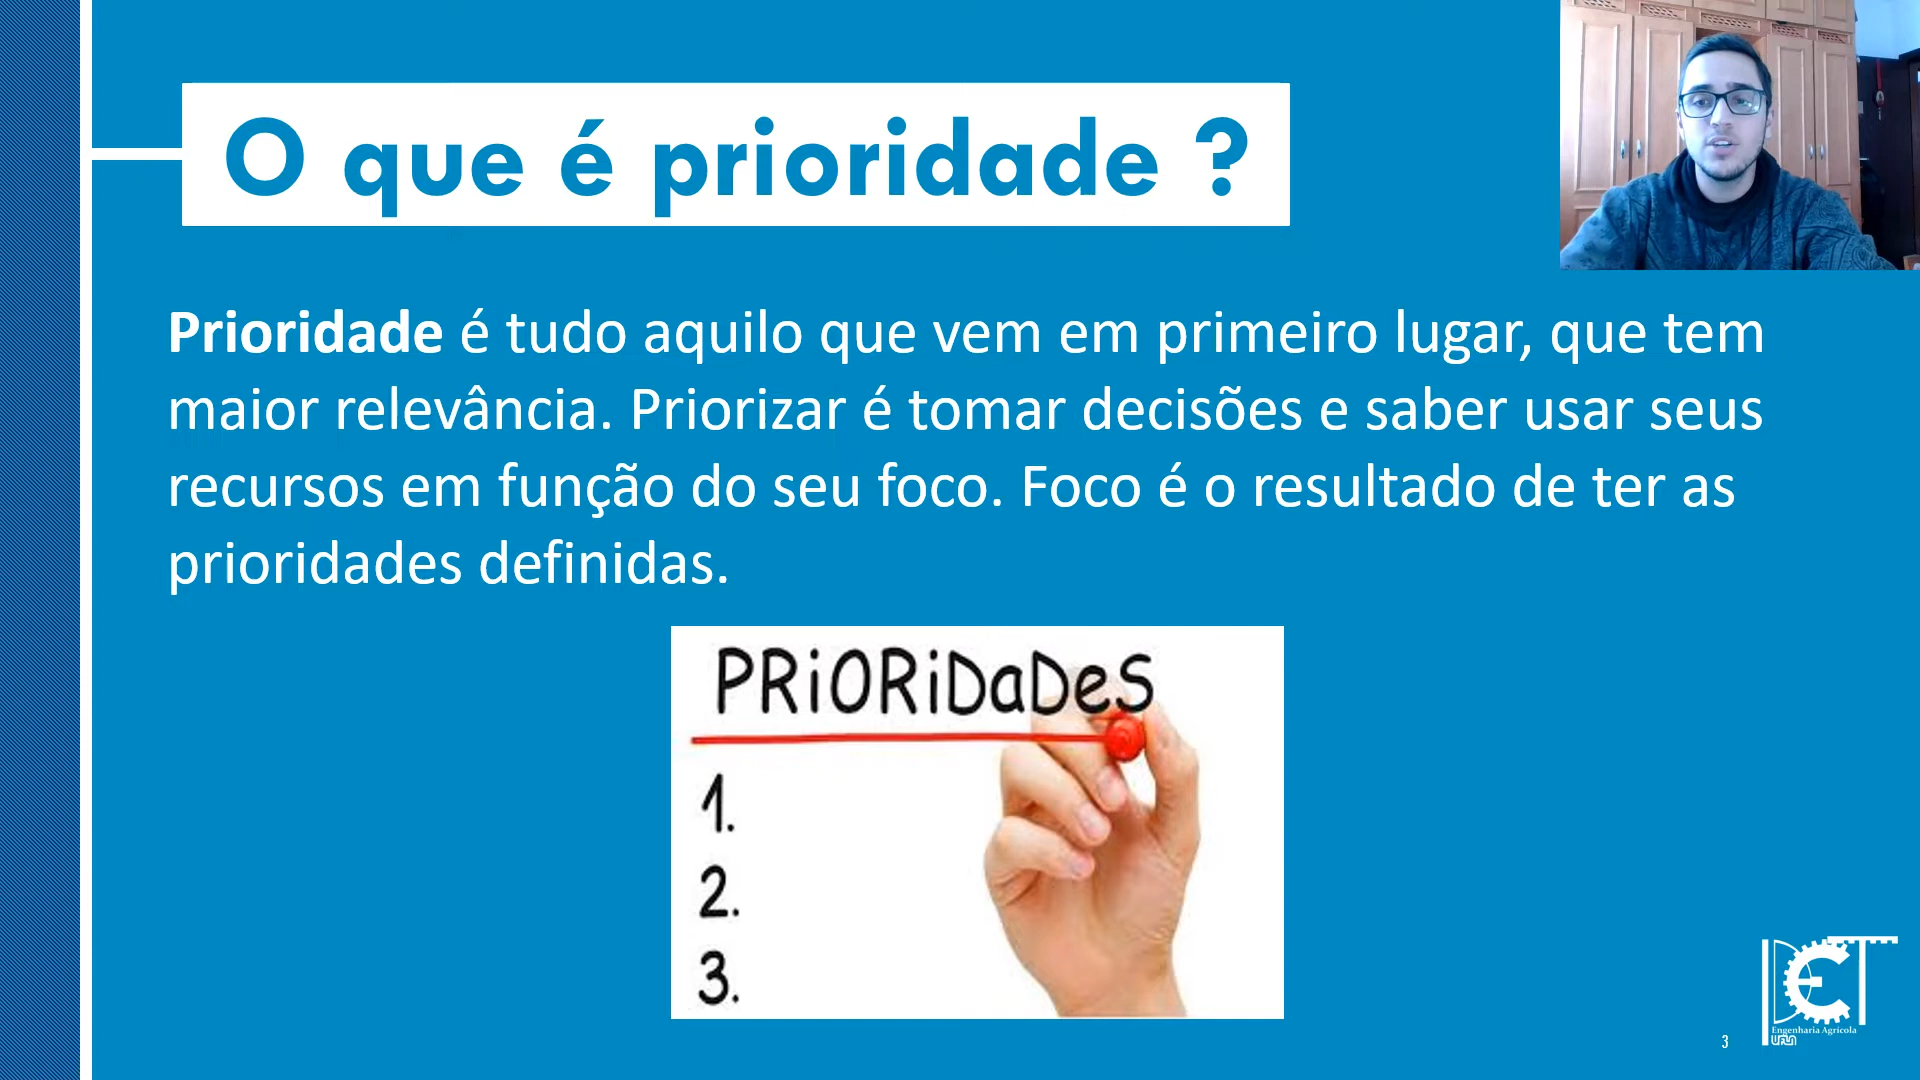 O que é prioridade ?
Prioridade é tudo aquilo que vem em primeiro lugar, que tem
maior relevância. Priorizar é tomar decisões e saber usar seus
recursos em função do seu foco. Foco é o resultado de ter as
prioridades definidas.
PRiORiDaDeS
1.
2.
3.
Engenharia Agrícola
3